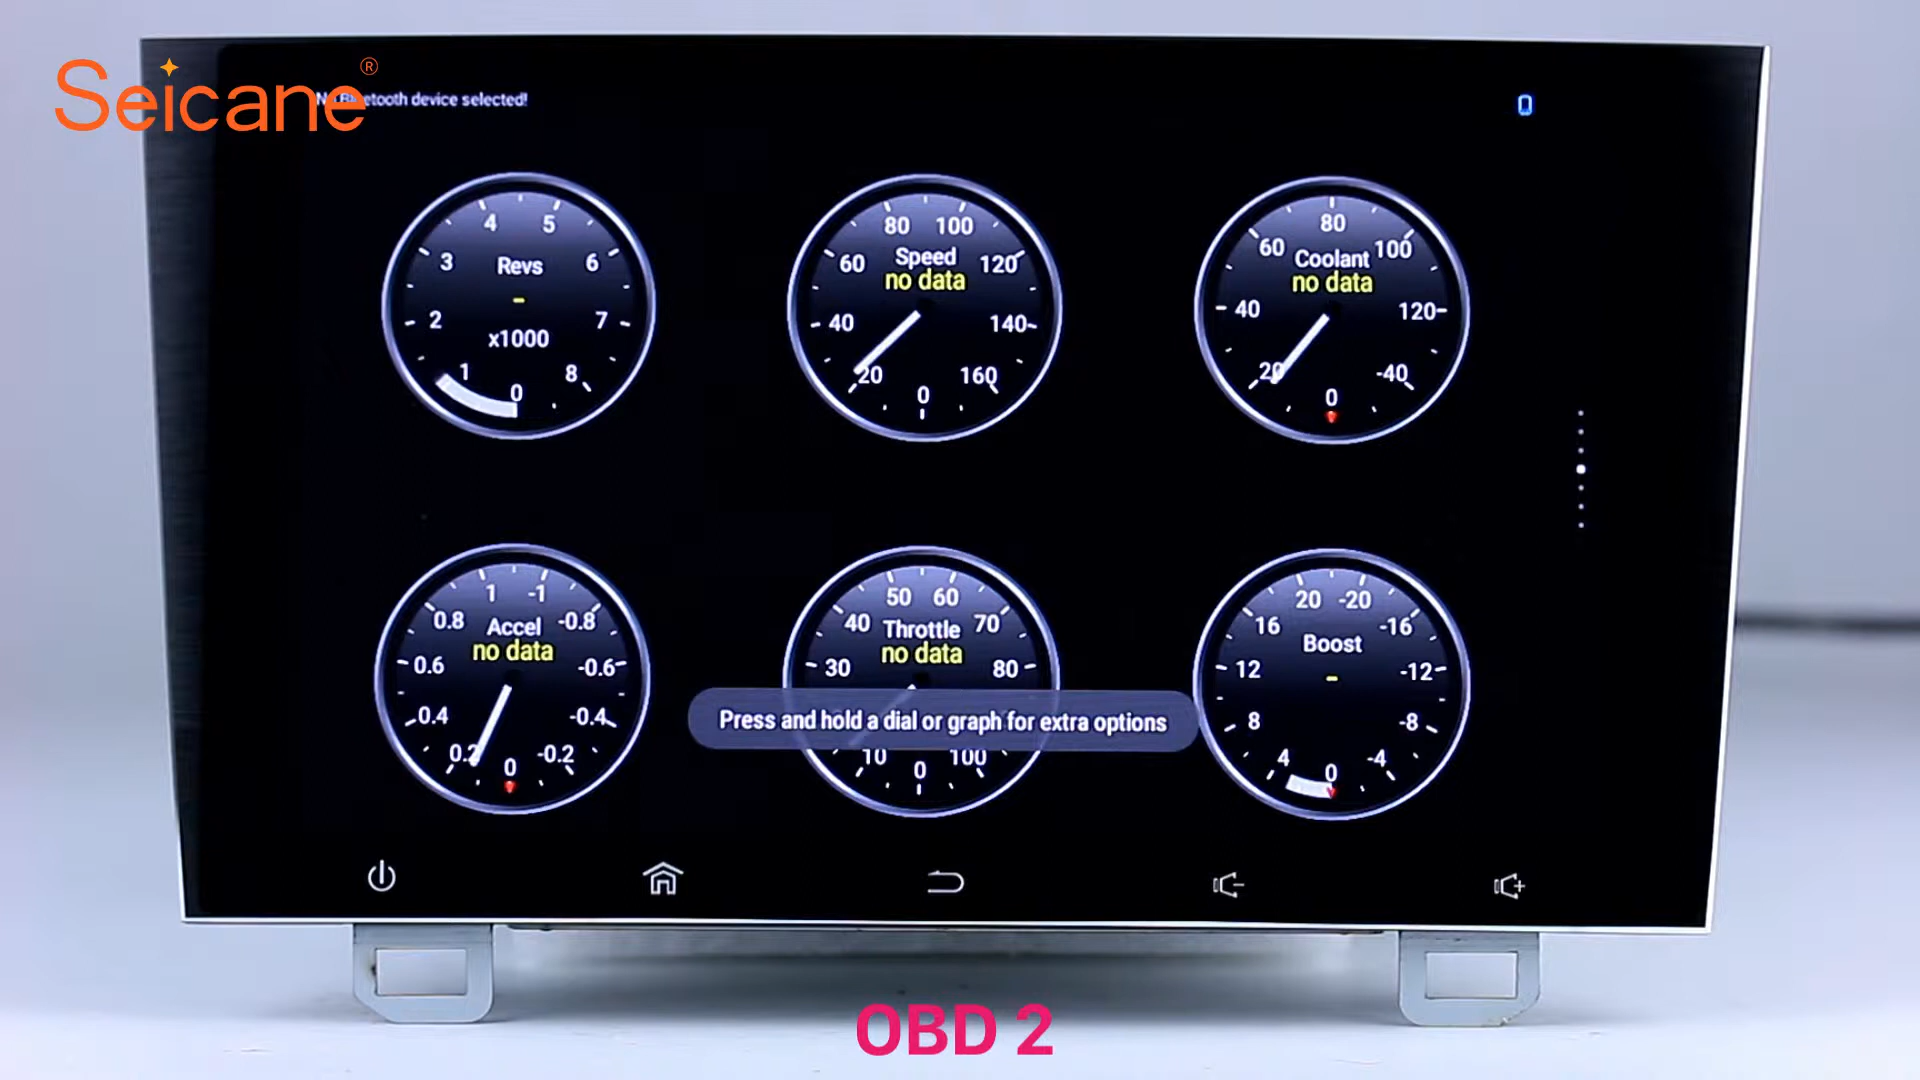 Seicane®
No Bluetooth device selected!
4 5
3 Revs 6
-
2 7
x1000
1 8
0
80 100
60 Speed 120
no data
40 140
20 160
0
80
60 Coolant 100
no data
40 120
20 -40
0
1 -1
0.8 Accel -0.8
no data
0.6 -0.6
0.4 -0.4
0.2 -0.2
0
50 60
40 Throttle 70
no data
30 80
Press and hold a dial or graph for extra options
10 100
0
20 -20
16 Boost -16
12 - -12
8 -8
4 -4
0
OBD 2